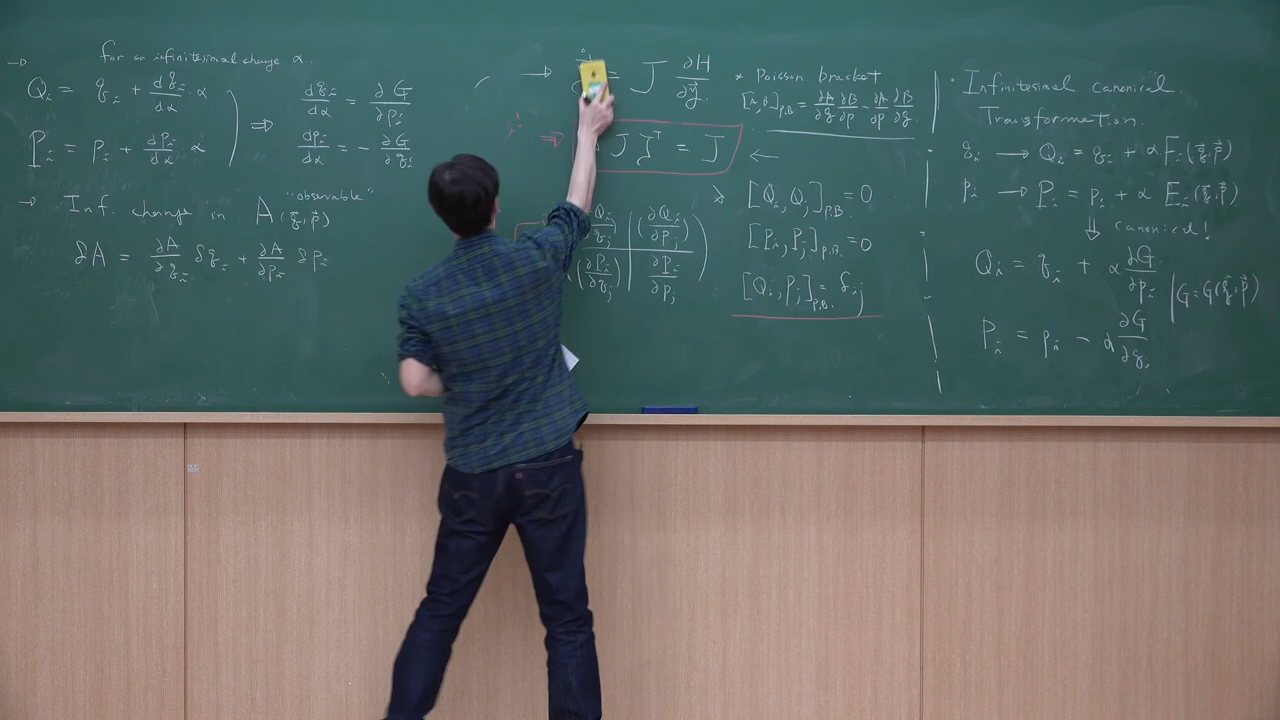 → for an infinitesimal change α.
Qᵢ = qᵢ + dqᵢ/dα · α
Pᵢ = pᵢ + dpᵢ/dα · α
⇒ dqᵢ/dα = ∂G/∂pᵢ
dpᵢ/dα = - ∂G/∂qᵢ
→ Inf. change in A(q⃗,p⃗) "observable"
δA = ∂A/∂qᵢ δqᵢ + ∂A/∂pᵢ δpᵢ
→ = J ∂H/∂y⃗
⇒ J J̃ᵀ = J ←
(∂Qᵢ/∂qⱼ) (∂Qᵢ/∂pⱼ)
(∂Pᵢ/∂qⱼ) (∂Pᵢ/∂pⱼ)
* Poisson bracket
[A,B]P.B. = ∂A/∂q ∂B/∂p - ∂A/∂p ∂B/∂q
[Qᵢ,Qⱼ]P.B. = 0
[Pᵢ,Pⱼ]P.B. = 0
[Qᵢ,Pⱼ]P.B. = δᵢⱼ
· Infinitesimal canonical
Transformation.
qᵢ → Qᵢ = qᵢ + αFᵢ(q⃗,p⃗)
pᵢ → Pᵢ = pᵢ + α Eᵢ(q⃗,p⃗)
⇓ canonical!
Qᵢ = qᵢ + α ∂G/∂pᵢ
G = G(q⃗,p⃗)
Pᵢ = pᵢ - α ∂G/∂qᵢ